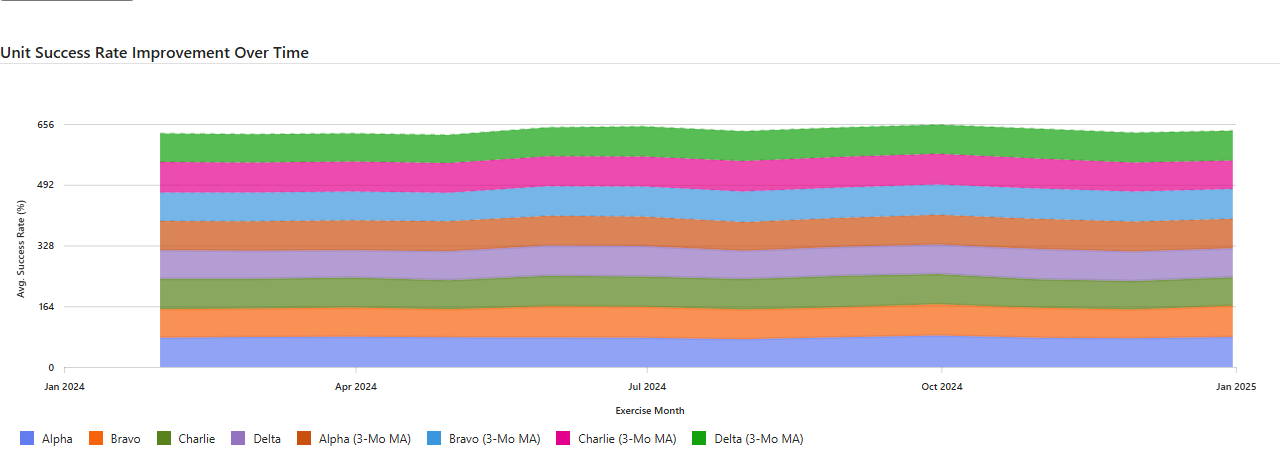 Unit Success Rate Improvement Over Time
656
492
328
164
0
Avg. Success Rate (%)
Jan 2024 Apr 2024 Jul 2024 Oct 2024 Jan 2025
Exercise Month
Alpha Bravo Charlie Delta Alpha (3-Mo MA) Bravo (3-Mo MA) Charlie (3-Mo MA) Delta (3-Mo MA)